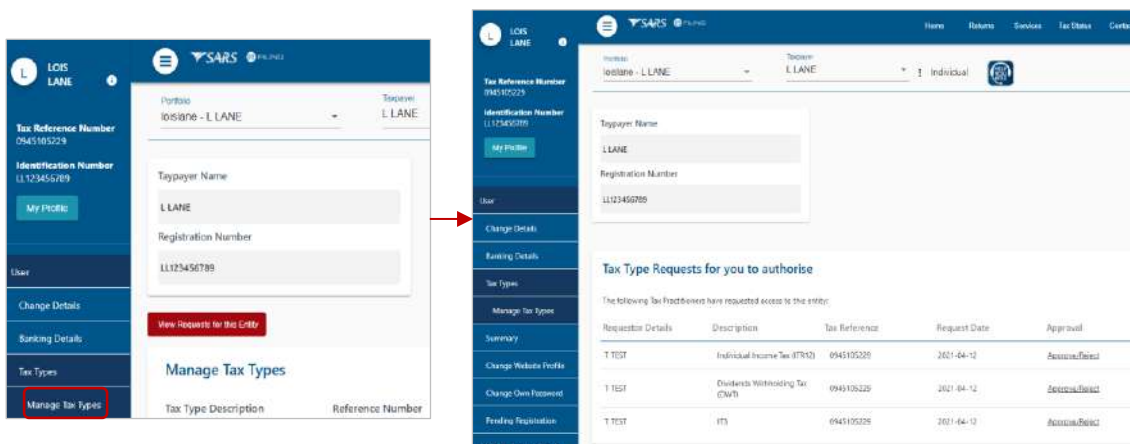 L
LOIS
LANE
Tax Reference Number
0945105229
Identification Number
LL123456789
My Profile
User
Change Details
Banking Details
Tax Types
Manage Tax Types
SARS eFILING
Portfolio
loislane - L LANE
Taxpayer
L LANE
Taypayer Name
L LANE
Registration Number
LL123456789
View Requests for this Entity
Manage Tax Types
Tax Type Description
Reference Number
L
LOIS
LANE
Tax Reference Number
0945105229
Identification Number
LL123456789
My Profile
User
Change Details
Banking Details
Tax Types
Manage Tax Types
Summary
Change Website Profile
Change Own Password
Pending Registration
SARS eFILING
Home Returns Services Tax Status
Portfolio
loislane - L LANE
Taxpayer
L LANE
Individual
Taypayer Name
L LANE
Registration Number
LL123456789
Tax Type Requests for you to authorise
The following Tax Practitioners have requested access to this entity:
Requestor Details Description Tax Reference Request Date Approval
T TEST Individual Income Tax (ITR12) 0945105229 2021-04-12 Approve/Reject
T TEST Dividends Withholding Tax
(DWT) 0945105229 2021-04-12 Approve/Reject
T TEST IT3 0945105229 2021-04-12 Approve/Reject